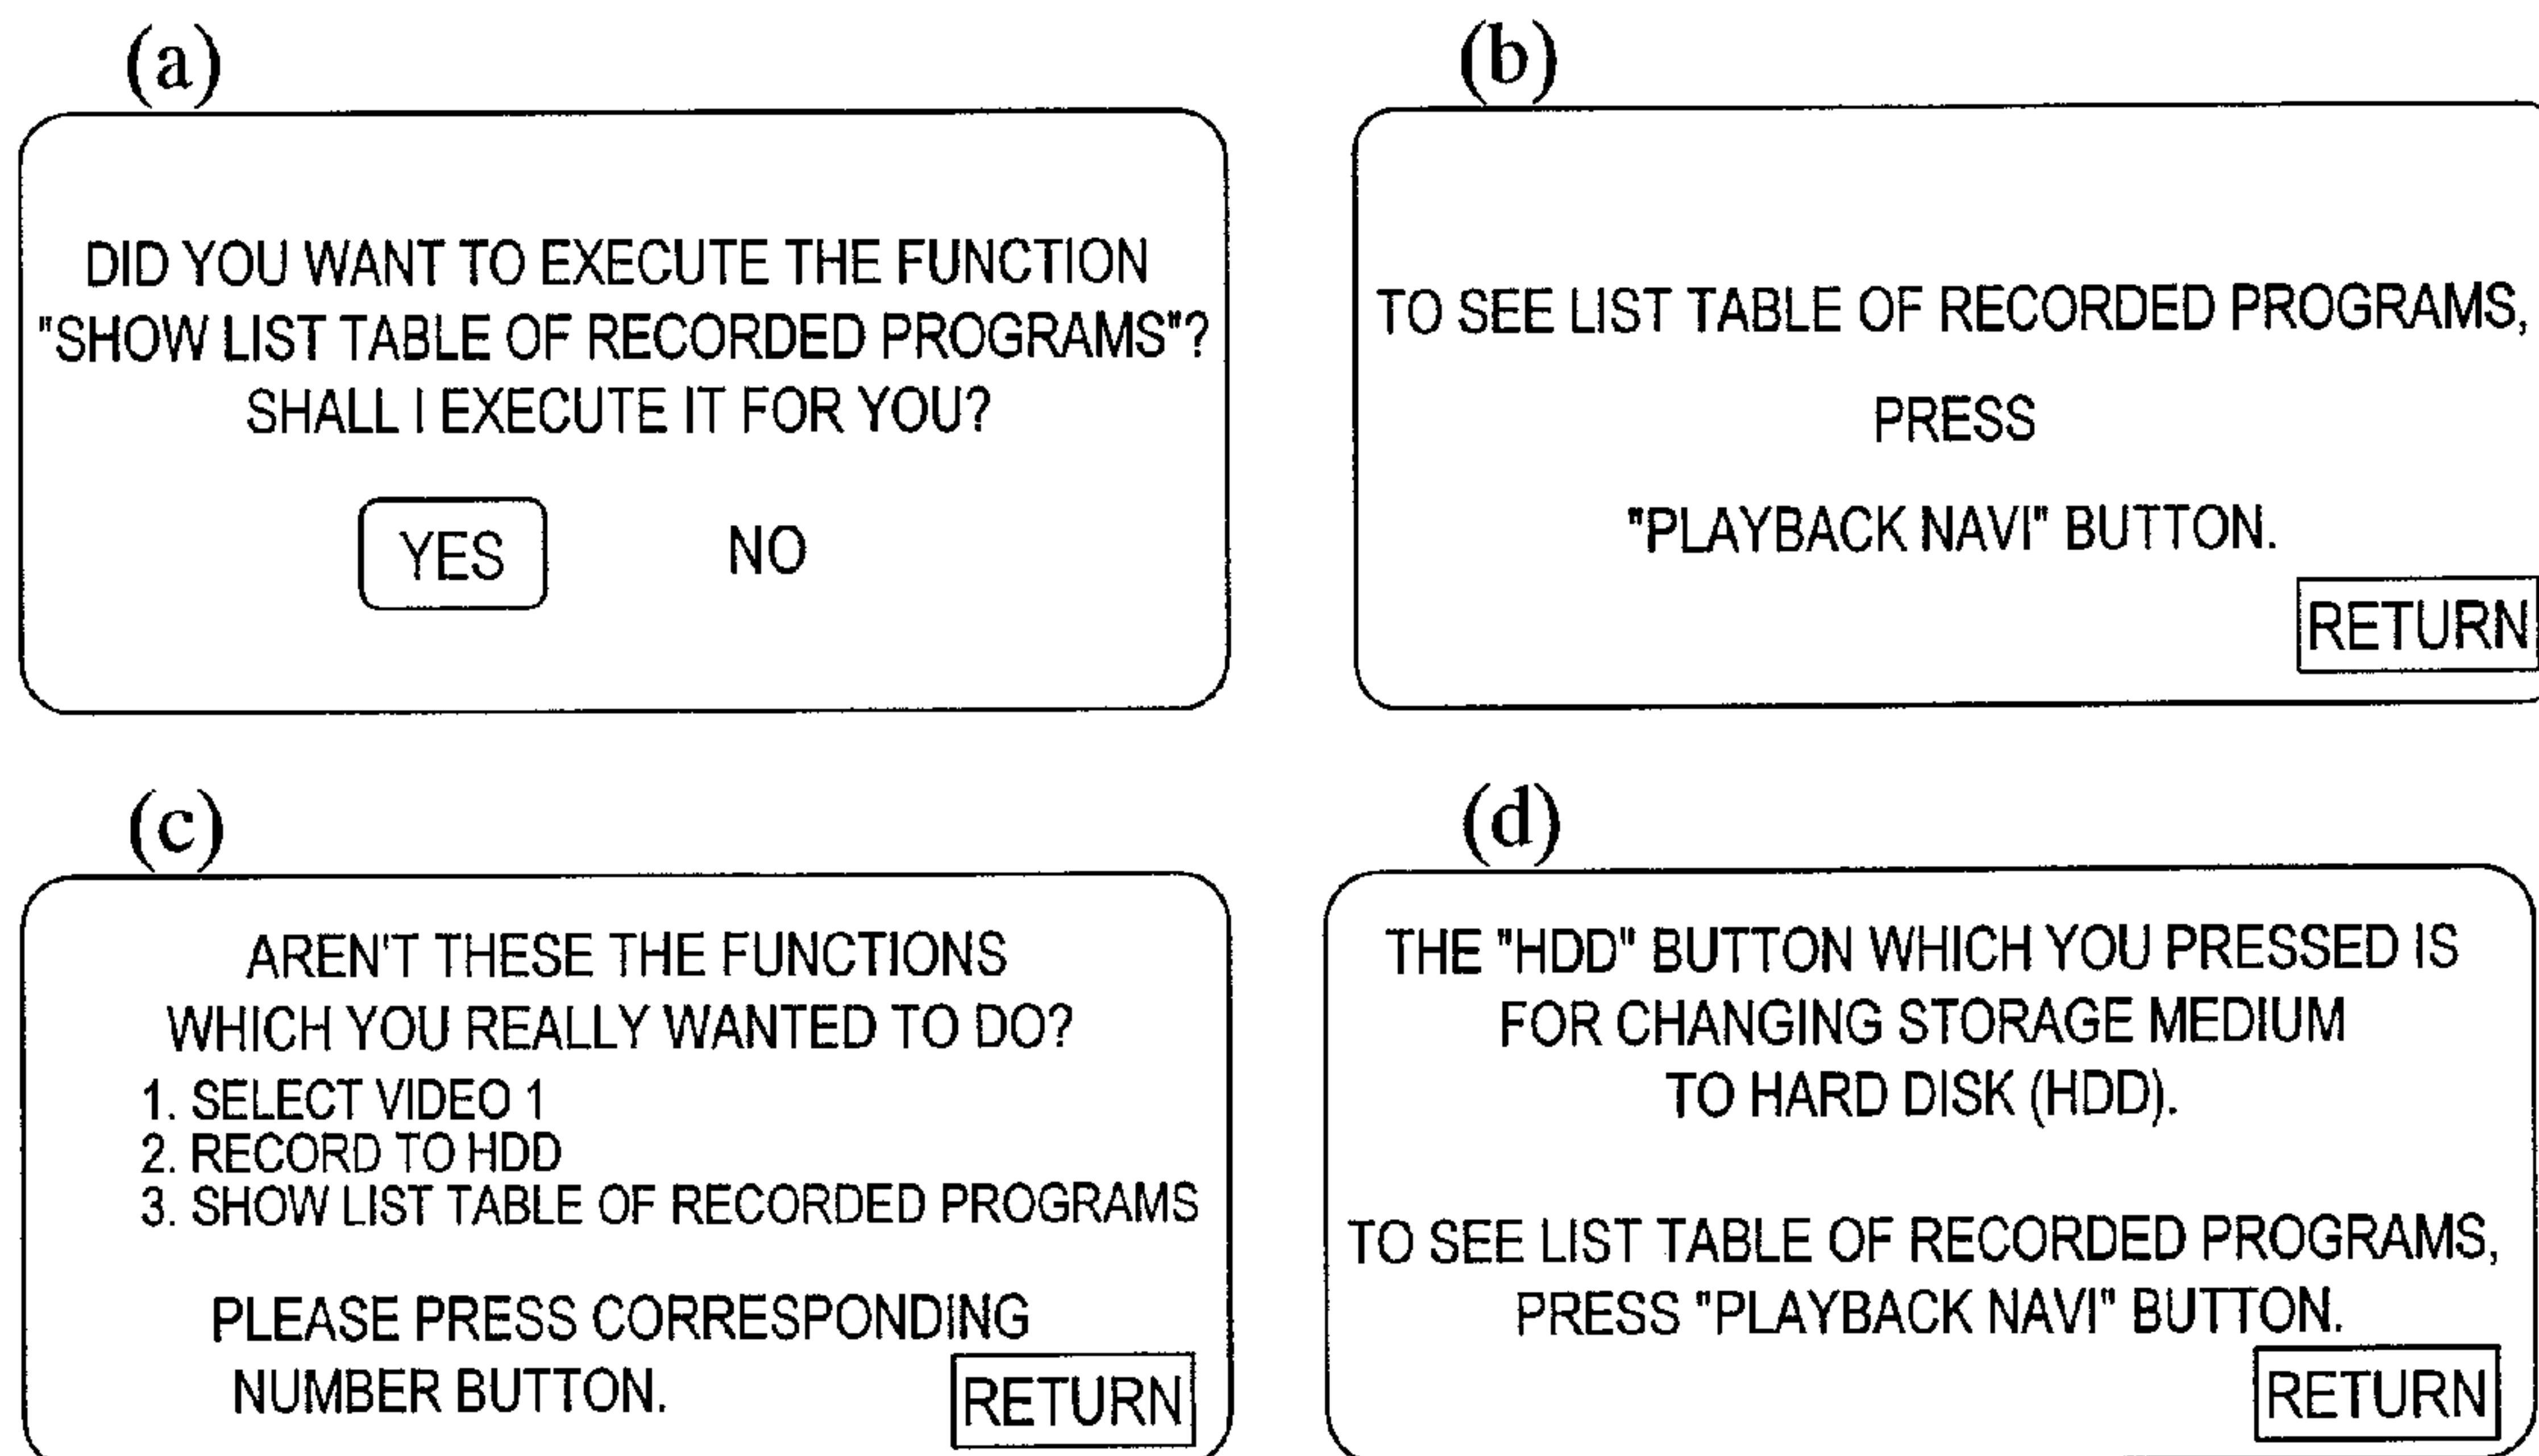 (a)
DID YOU WANT TO EXECUTE THE FUNCTION
"SHOW LIST TABLE OF RECORDED PROGRAMS"?
SHALL I EXECUTE IT FOR YOU?
YES NO
(b)
TO SEE LIST TABLE OF RECORDED PROGRAMS,
PRESS
"PLAYBACK NAVI" BUTTON.
RETURN
(c)
AREN'T THESE THE FUNCTIONS
WHICH YOU REALLY WANTED TO DO?
1. SELECT VIDEO 1
2. RECORD TO HDD
3. SHOW LIST TABLE OF RECORDED PROGRAMS
PLEASE PRESS CORRESPONDING
NUMBER BUTTON.
RETURN
(d)
THE "HDD" BUTTON WHICH YOU PRESSED IS
FOR CHANGING STORAGE MEDIUM
TO HARD DISK (HDD).
TO SEE LIST TABLE OF RECORDED PROGRAMS,
PRESS "PLAYBACK NAVI" BUTTON.
RETURN